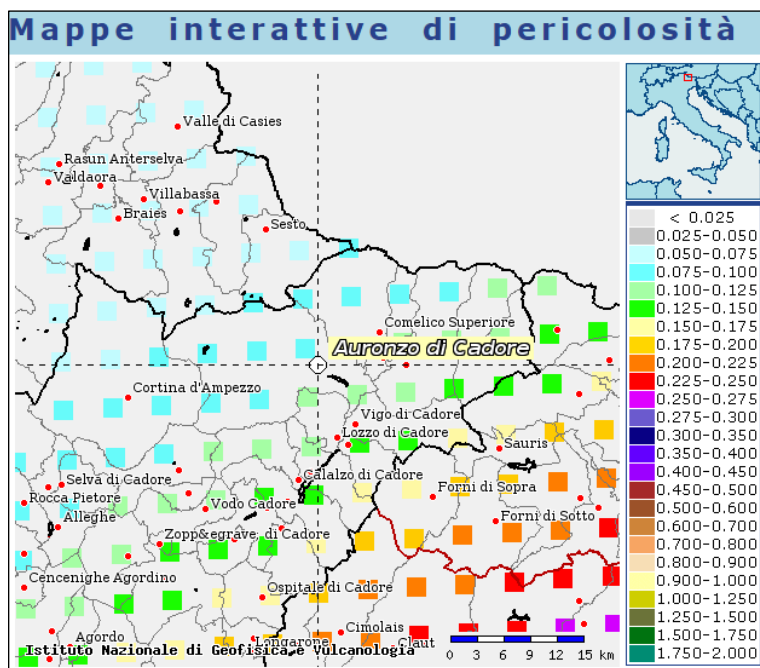 Mappe interattive di pericolosità
Valle di Casies
Rasun Anterselva
Valdaora
Villabassa
Braies
Sesto
Comelico Superiore
Auronzo di Cadore
Cortina d'Ampezzo
Vigo di Cadore
Lozzo di Cadore
Sauris
Selva di Cadore
Calalzo di Cadore
Rocca Pietore
Vodo Cadore
Forni di Sopra
Alleghe
Forni di Sotto
Zopp&egrave; di Cadore
Cencenighe Agordino
Ospitale di Cadore
Cimolais
Agordo
Longarone
Claut
Istituto Nazionale di Geofisica e Vulcanologia
0 3 6 9 12 15 km
< 0.025
0.025-0.050
0.050-0.075
0.075-0.100
0.100-0.125
0.125-0.150
0.150-0.175
0.175-0.200
0.200-0.225
0.225-0.250
0.250-0.275
0.275-0.300
0.300-0.350
0.350-0.400
0.400-0.450
0.450-0.500
0.500-0.600
0.600-0.700
0.700-0.800
0.800-0.900
0.900-1.000
1.000-1.250
1.250-1.500
1.500-1.750
1.750-2.000